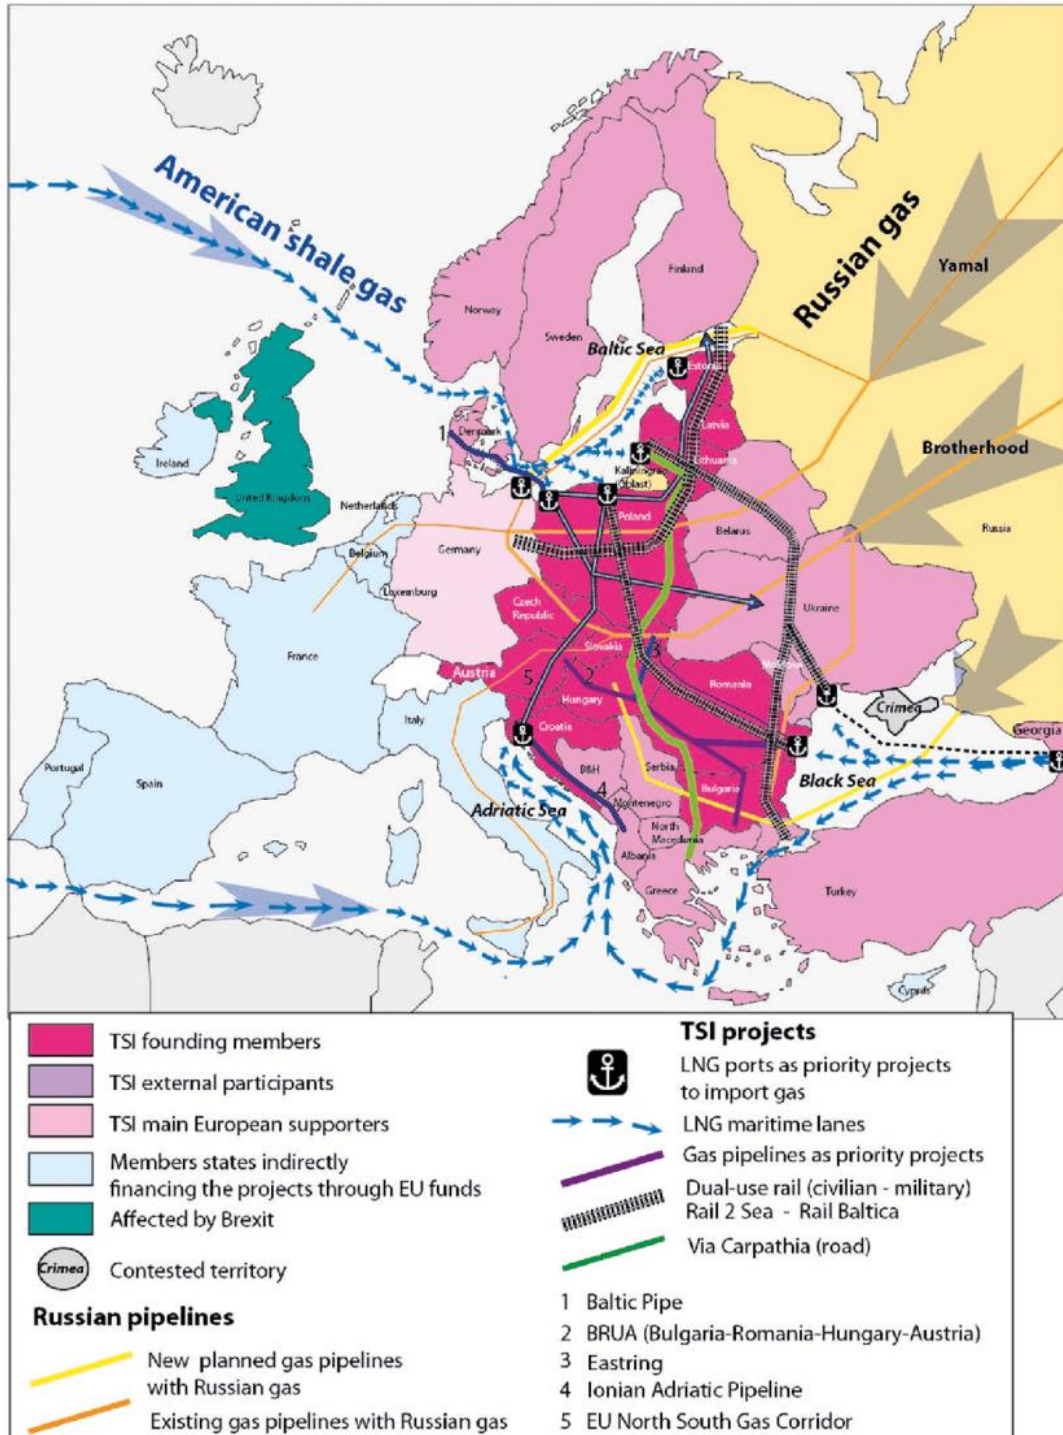 American shale gas
Russian gas
Yamal
Brotherhood
Russia
Norway
Sweden
Finland
Baltic Sea
Estonia
Latvia
Lithuania
1
Denmark
Kaliningrad
(Oblast)
Ireland
United Kingdom
Netherlands
Belgium
Luxemburg
Germany
Poland
Belarus
Ukraine
Czech
Republic
Slovakia
France
Austria
5
2
3
Hungary
Moldova
Romania
Crimea
Georgia
Italy
Croatia
B&H
Serbia
Black Sea
Portugal
Spain
Adriatic Sea
4
Montenegro
Bulgaria
North
Macedonia
Albania
Greece
Turkey
Cyprus
TSI founding members
TSI external participants
TSI main European supporters
Members states indirectly
financing the projects through EU funds
Affected by Brexit
Crimea
Contested territory
Russian pipelines
New planned gas pipelines
with Russian gas
Existing gas pipelines with Russian gas
TSI projects
LNG ports as priority projects
to import gas
LNG maritime lanes
Gas pipelines as priority projects
Dual-use rail (civilian - military)
Rail 2 Sea - Rail Baltica
Via Carpathia (road)
1 Baltic Pipe
2 BRUA (Bulgaria-Romania-Hungary-Austria)
3 Eastring
4 Ionian Adriatic Pipeline
5 EU North South Gas Corridor